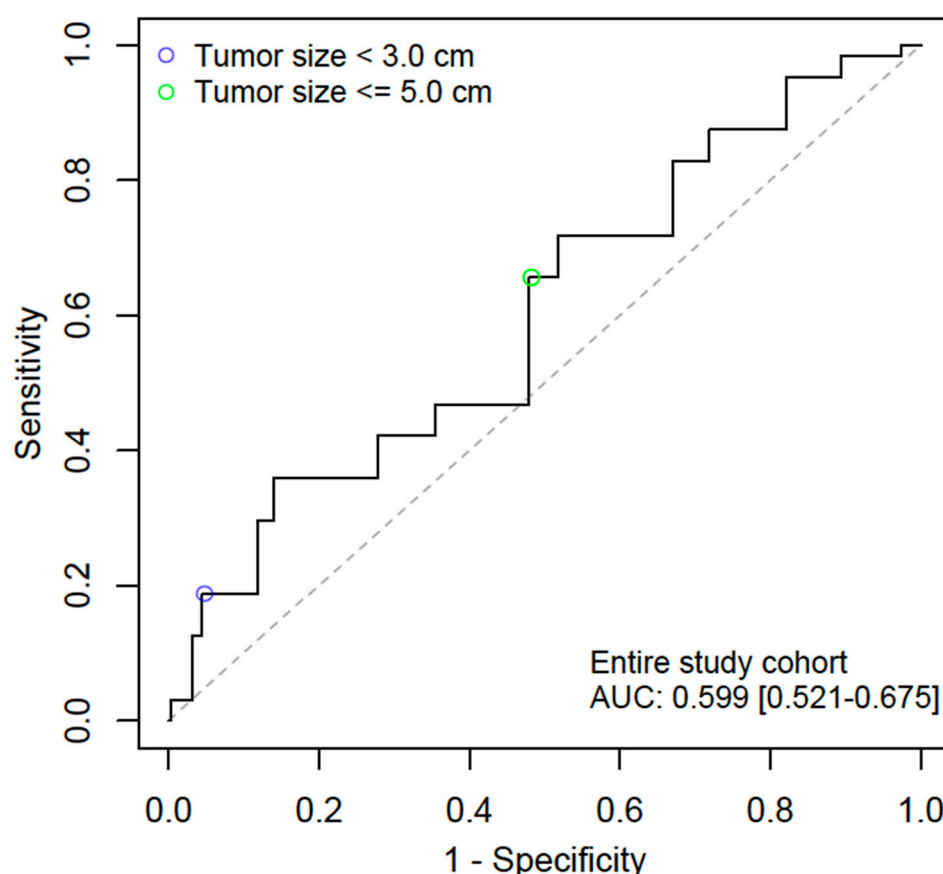 Tumor size < 3.0 cm
Tumor size <= 5.0 cm
Sensitivity
1.0
0.8
0.6
0.4
0.2
0.0
Entire study cohort
AUC: 0.599 [0.521-0.675]
0.0 0.2 0.4 0.6 0.8 1.0
1 - Specificity